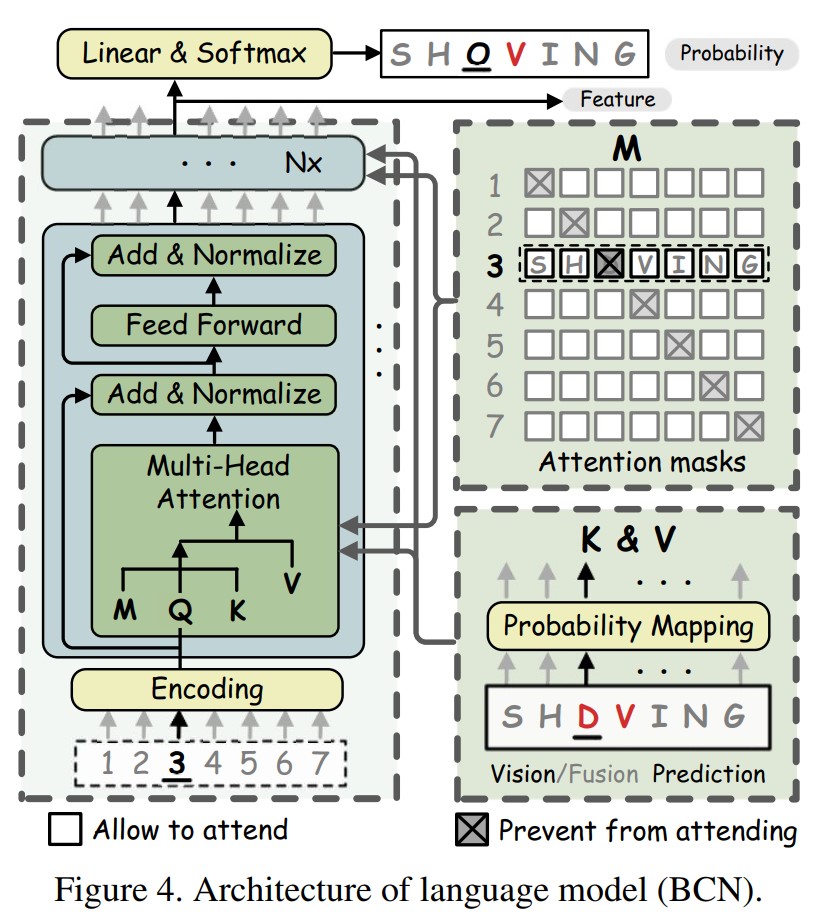 Linear & Softmax
S H O V I N G
Probability
Feature
. . . Nx
Add & Normalize
Feed Forward
Add & Normalize
Multi-Head
Attention
M Q K V
Encoding
1 2 3 4 5 6 7
M
1
2
3 S H V I N G
4
5
6
7
Attention masks
K & V
. . .
Probability Mapping
. . .
S H D V I N G
Vision/Fusion Prediction
Allow to attend
Prevent from attending
Figure 4. Architecture of language model (BCN).